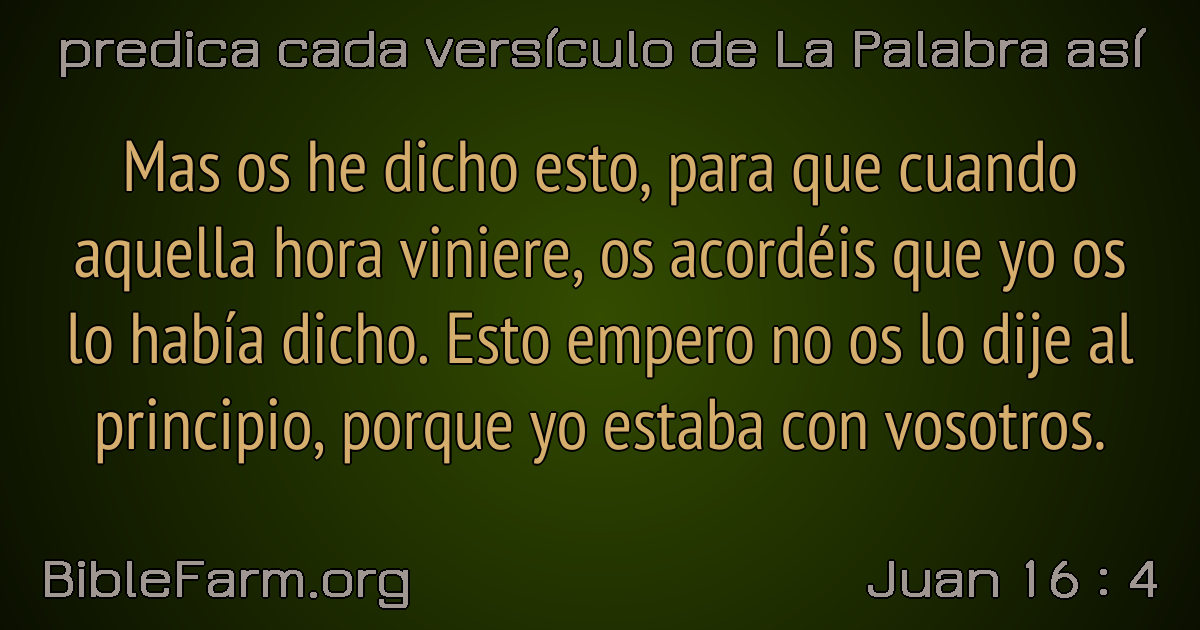 predica cada versículo de La Palabra así
Mas os he dicho esto, para que cuando
aquella hora viniere, os acordéis que yo os
lo había dicho. Esto empero no os lo dije al
principio, porque yo estaba con vosotros.
BibleFarm.org
Juan 16 : 4